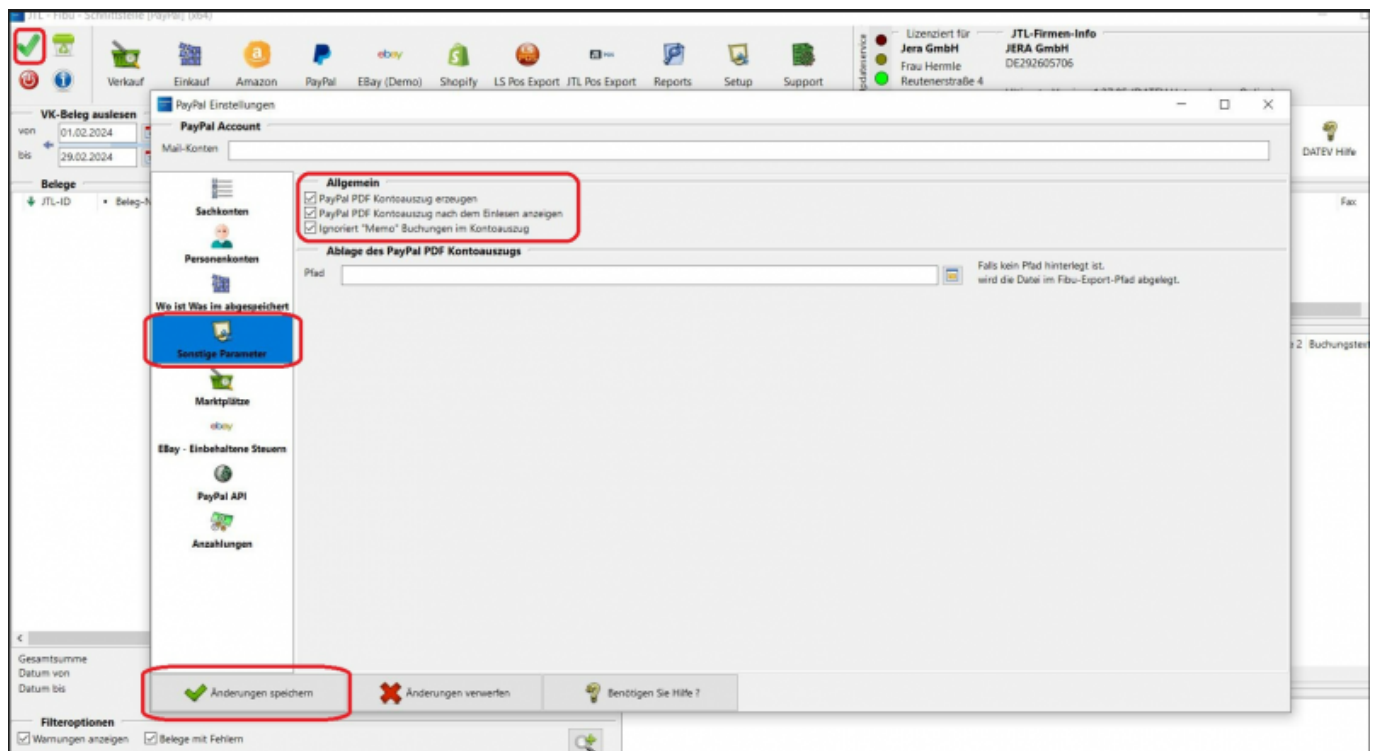 JTL - Fibu - Schnittstelle (PayPal) (x64)
Verkauf
Einkauf
Amazon
PayPal
EBay (Demo)
Shopify
LS Pos Export
JTL Pos Export
Reports
Setup
Support
Lizenziert für
Jera GmbH
Frau Hermle
Reutenerstraße 4
JTL-Firmen-Info
JERA GmbH
DE292605706
VK-Beleg auslesen
von 01.02.2024
bis 29.02.2024
DATEV Hilfe
Belege
JTL-ID
Fax
PayPal Einstellungen
PayPal Account
Mail-Konten
Sachkonten
Personenkonten
Wo ist Was im abgespeichert
Sonstige Parameter
Marktplätze
ebay
EBay - Einbehaltene Steuern
PayPal API
Anzahlungen
Allgemein
PayPal PDF Kontoauszug erzeugen
PayPal PDF Kontoauszug nach dem Einlesen anzeigen
Ignoriert "Memo" Buchungen im Kontoauszug
Ablage des PayPal PDF Kontoauszugs
Pfad
Falls kein Pfad hinterlegt ist.
wird die Datei im Fibu-Export-Pfad abgelegt.
Änderungen speichern
Änderungen verwerfen
Benötigen Sie Hilfe ?
Gesamtsumme
Datum von
Datum bis
Filteroptionen
Warnungen anzeigen
Belege mit Fehlern